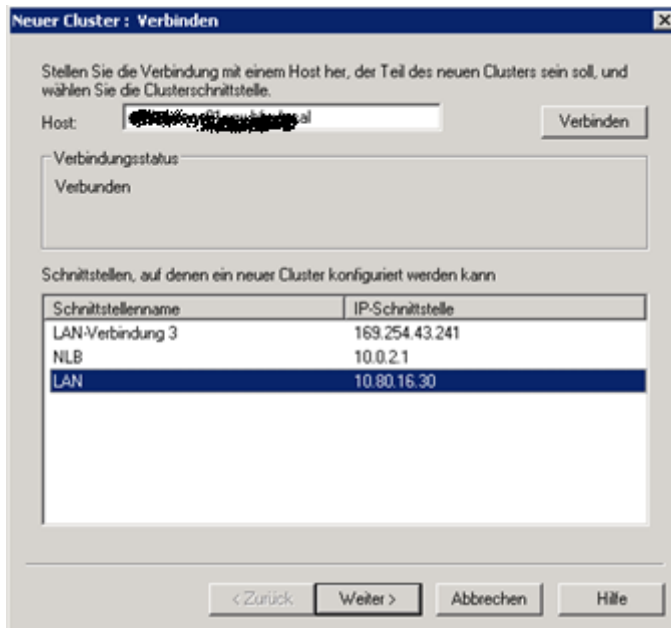 Neuer Cluster : Verbinden
Stellen Sie die Verbindung mit einem Host her, der Teil des neuen Clusters sein soll, und
wählen Sie die Clusterschnittstelle.
Host:
Verbinden
Verbindungsstatus
Verbunden
Schnittstellen, auf denen ein neuer Cluster konfiguriert werden kann
Schnittstellenname IP-Schnittstelle
LAN-Verbindung 3 169.254.43.241
NLB 10.0.2.1
LAN 10.80.16.30
< Zurück Weiter > Abbrechen Hilfe